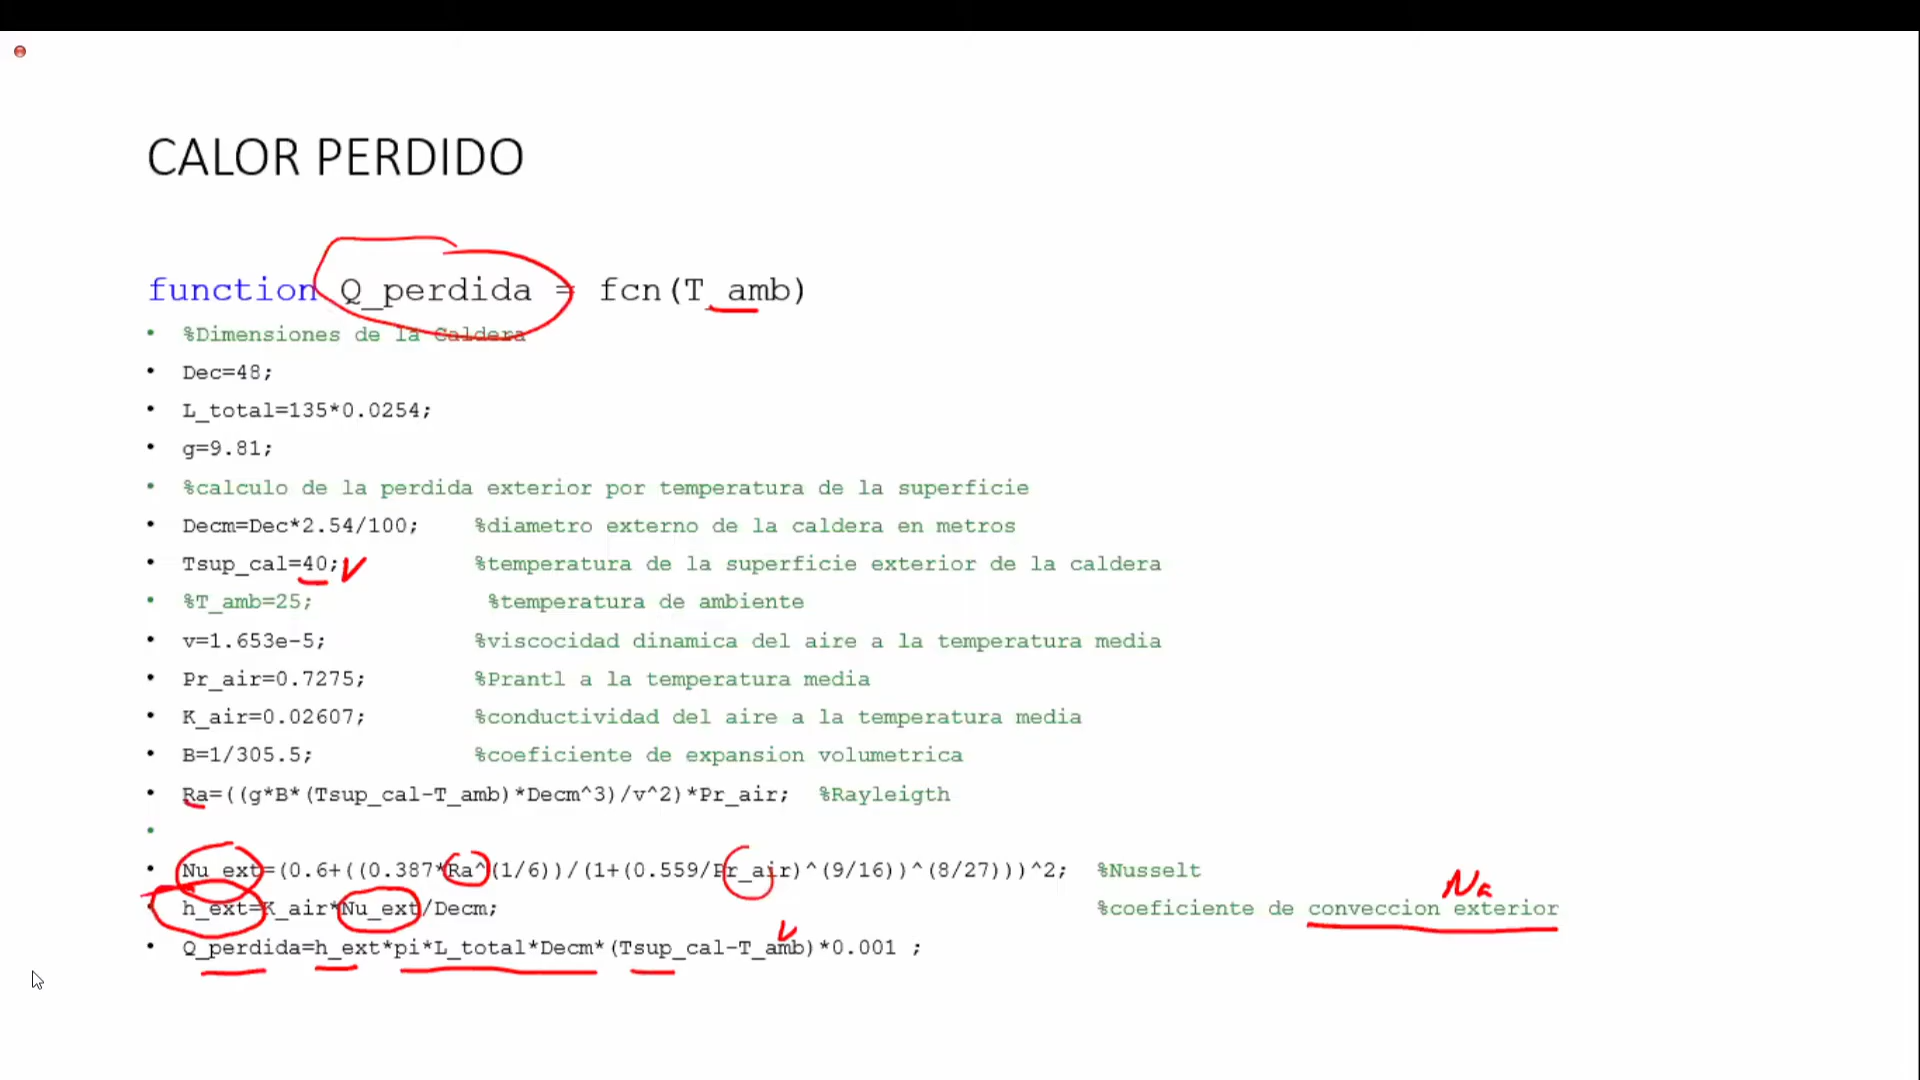 CALOR PERDIDO
function Q_perdida = fcn(T_amb)
• %Dimensiones de la Caldera
• Dec=48;
• L_total=135*0.0254;
• g=9.81;
• %calculo de la perdida exterior por temperatura de la superficie
• Decm=Dec*2.54/100; %diametro externo de la caldera en metros
• Tsup_cal=40; %temperatura de la superficie exterior de la caldera
• %T_amb=25; %temperatura de ambiente
• v=1.653e-5; %viscocidad dinamica del aire a la temperatura media
• Pr_air=0.7275; %Prantl a la temperatura media
• K_air=0.02607; %conductividad del aire a la temperatura media
• B=1/305.5; %coeficiente de expansion volumetrica
• Ra=((g*B*(Tsup_cal-T_amb)*Decm^3)/v^2)*Pr_air; %Rayleigth
•
• Nu_ext=(0.6+((0.387*Ra^(1/6))/(1+(0.559/Pr_air)^(9/16))^(8/27)))^2; %Nusselt
• h_ext=K_air*Nu_ext/Decm; %coeficiente de conveccion exterior
• Q_perdida=h_ext*pi*L_total*Decm*(Tsup_cal-T_amb)*0.001 ;